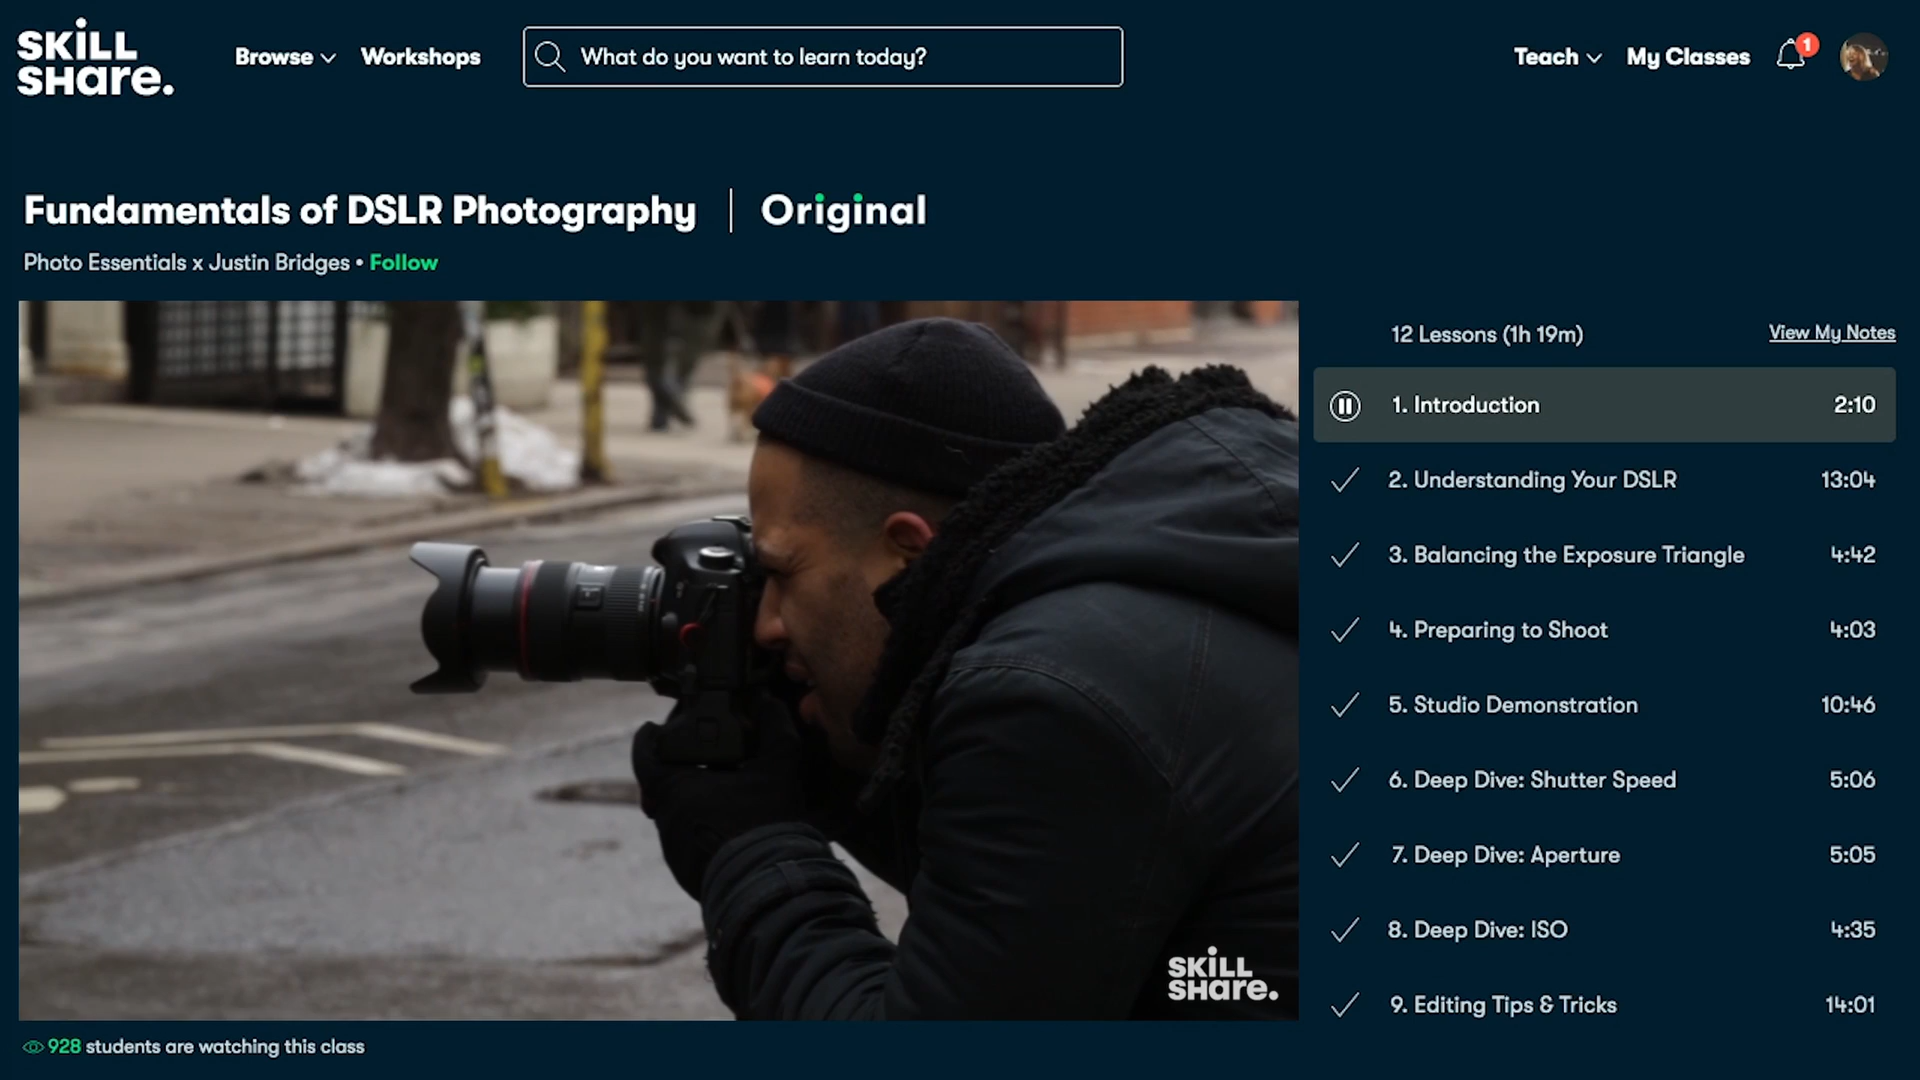 SKILL
SHare.
Browse
Workshops
What do you want to learn today?
Teach
My Classes
1
Fundamentals of DSLR Photography | Original
Photo Essentials x Justin Bridges • Follow
12 Lessons (1h 19m)
View My Notes
1. Introduction 2:10
2. Understanding Your DSLR 13:04
3. Balancing the Exposure Triangle 4:42
4. Preparing to Shoot 4:03
5. Studio Demonstration 10:46
6. Deep Dive: Shutter Speed 5:06
7. Deep Dive: Aperture 5:05
8. Deep Dive: ISO 4:35
9. Editing Tips & Tricks 14:01
SKILL
SHare.
928 students are watching this class